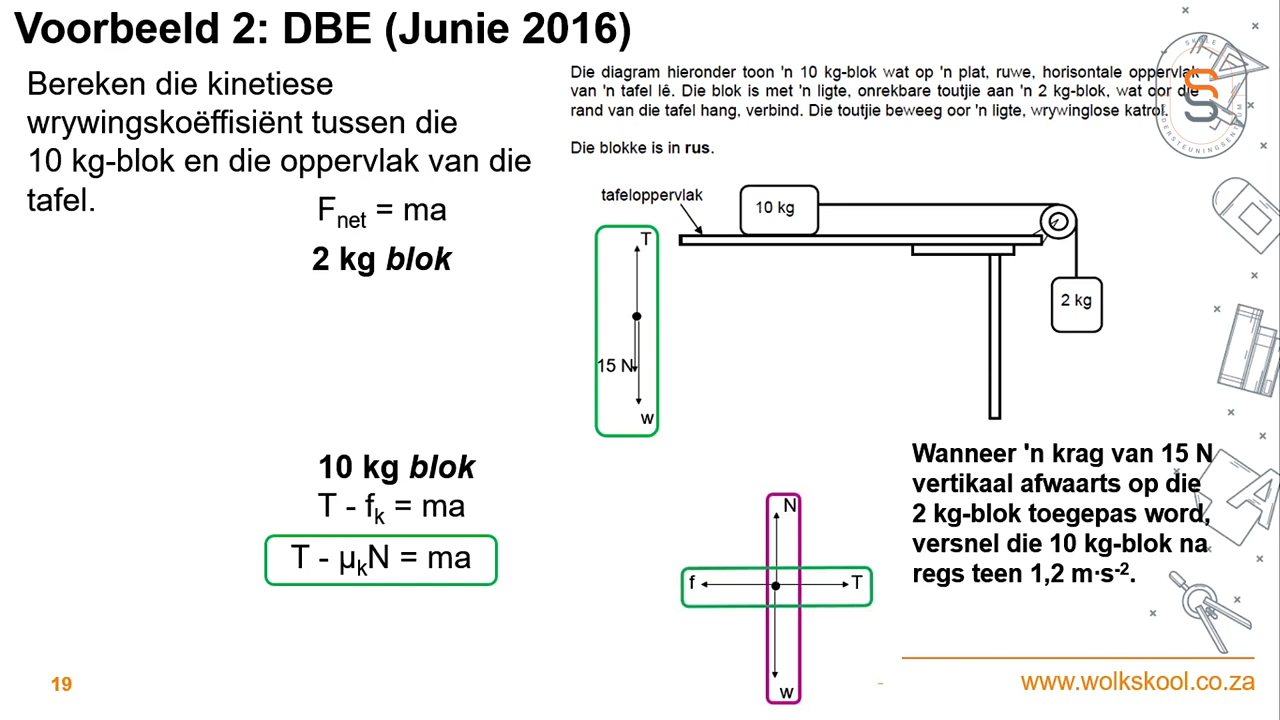 Voorbeeld 2: DBE (Junie 2016)
Bereken die kinetiese
wrywingskoëffisiënt tussen die
10 kg-blok en die oppervlak van die
tafel.
F_net = ma
2 kg blok
10 kg blok
T - f_k = ma
T - μ_kN = ma
Die diagram hieronder toon 'n 10 kg-blok wat op 'n plat, ruwe, horisontale oppervlak
van 'n tafel lê. Die blok is met 'n ligte, onrekbare toutjie aan 'n 2 kg-blok, wat oor die
rand van die tafel hang, verbind. Die toutjie beweeg oor 'n ligte, wrywinglose katrol.
Die blokke is in rus.
tafeloppervlak
10 kg
2 kg
T
15 N
w
N
f
T
w
Wanneer 'n krag van 15 N
vertikaal afwaarts op die
2 kg-blok toegepas word,
versnel die 10 kg-blok na
regs teen 1,2 m·s⁻².
19
www.wolkskool.co.za